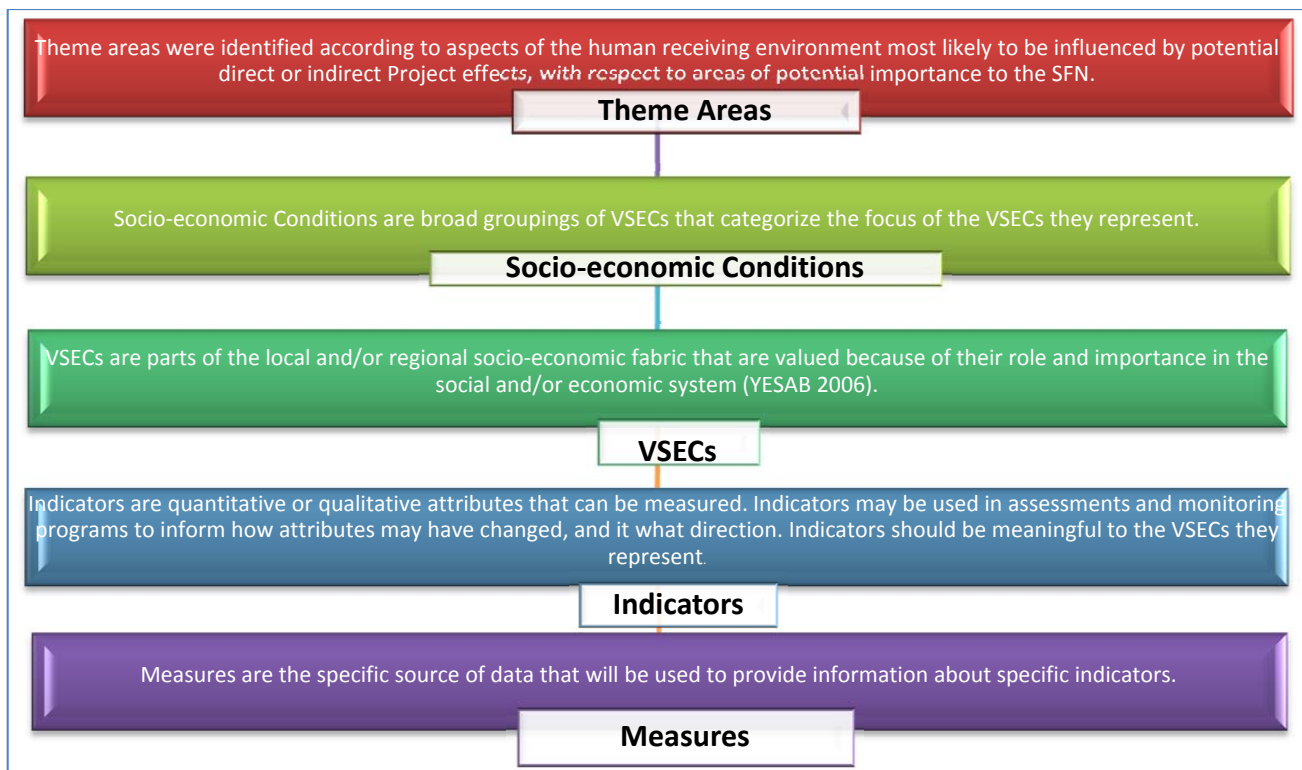 Theme areas were identified according to aspects of the human receiving environment most likely to be influenced by potential
direct or indirect Project effects, with respect to areas of potential importance to the SFN.
Theme Areas
Socio-economic Conditions are broad groupings of VSECs that categorize the focus of the VSECs they represent.
Socio-economic Conditions
VSECs are parts of the local and/or regional socio-economic fabric that are valued because of their role and importance in the
social and/or economic system (YESAB 2006).
VSECs
Indicators are quantitative or qualitative attributes that can be measured. Indicators may be used in assessments and monitoring
programs to inform how attributes may have changed, and it what direction. Indicators should be meaningful to the VSECs they
represent.
Indicators
Measures are the specific source of data that will be used to provide information about specific indicators.
Measures